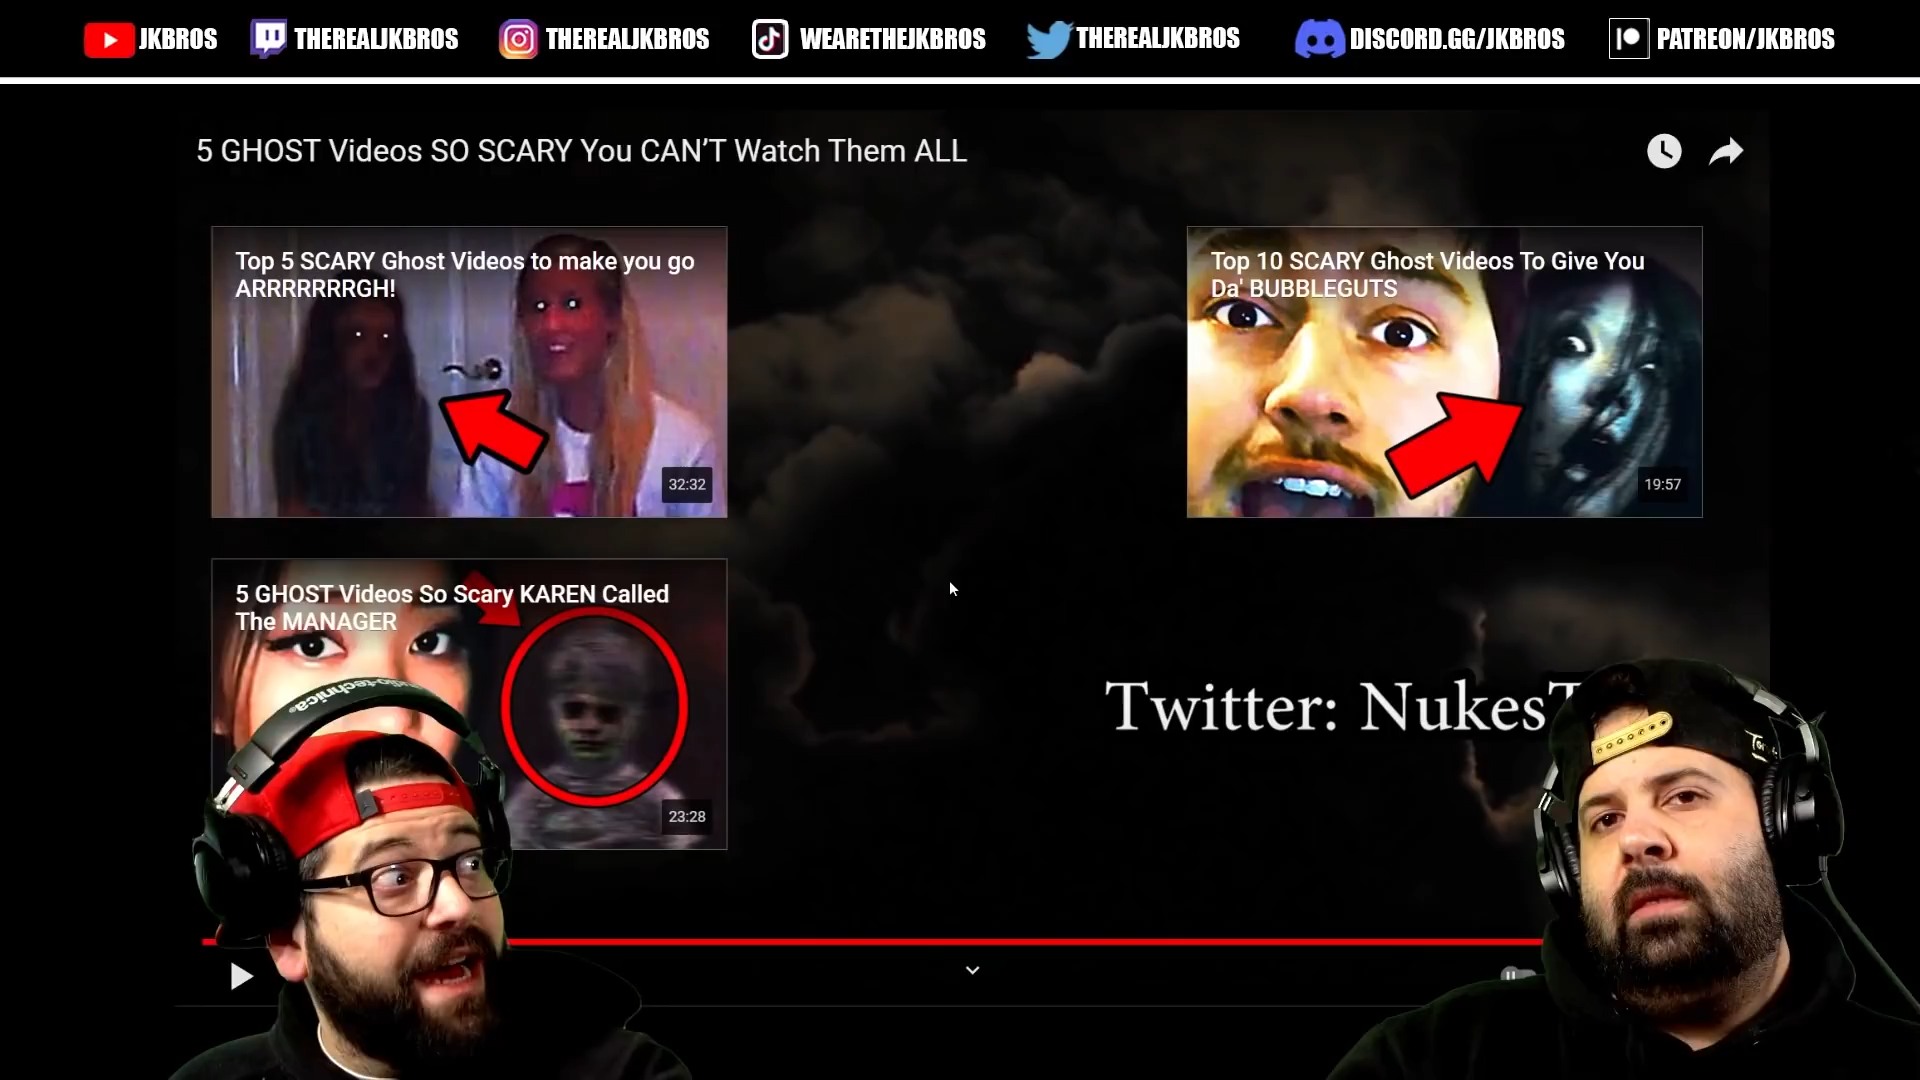 JKBROS
THEREALJKBROS
THEREALJKBROS
WEARETHEJKBROS
THEREALJKBROS
DISCORD.GG/JKBROS
PATREON/JKBROS
5 GHOST Videos SO SCARY You CAN'T Watch Them ALL
Top 5 SCARY Ghost Videos to make you go
ARRRRRRRGH!
32:32
Top 10 SCARY Ghost Videos To Give You
Da' BUBBLEGUTS
19:57
5 GHOST Videos So Scary KAREN Called
The MANAGER
23:28
Twitter: NukesT